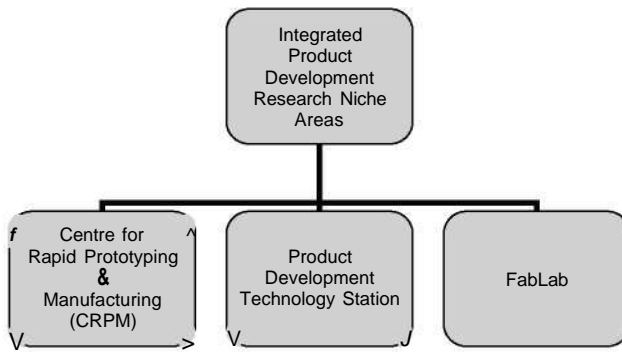 Integrated
Product
Development
Research Niche
Areas
f Centre for ^
Rapid Prototyping
&
Manufacturing
(CRPM)
V >
Product
Development
Technology Station
V J
FabLab